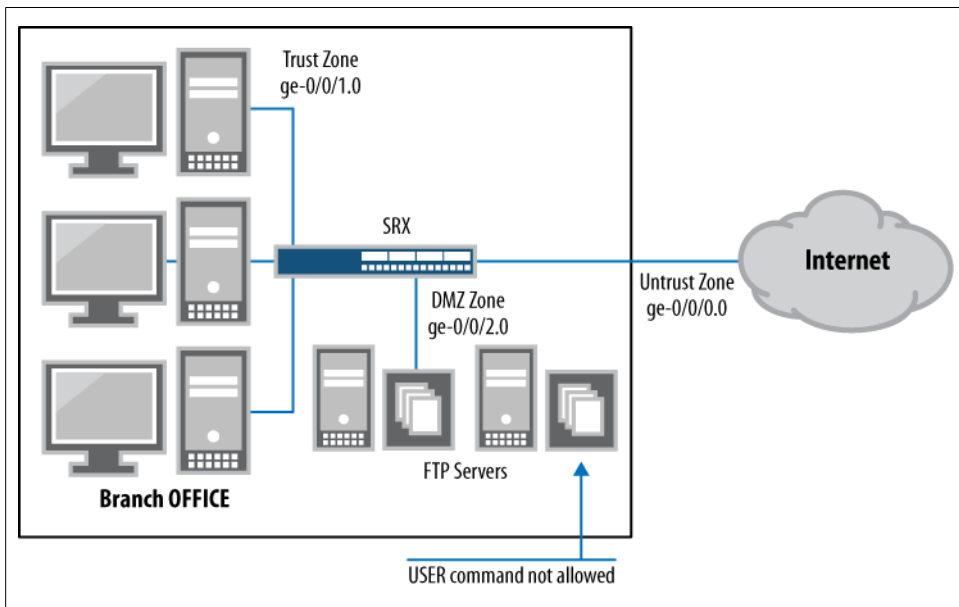 Trust Zone
ge-0/0/1.0
SRX
DMZ Zone
ge-0/0/2.0
Untrust Zone
ge-0/0/0.0
Internet
FTP Servers
Branch OFFICE
USER command not allowed